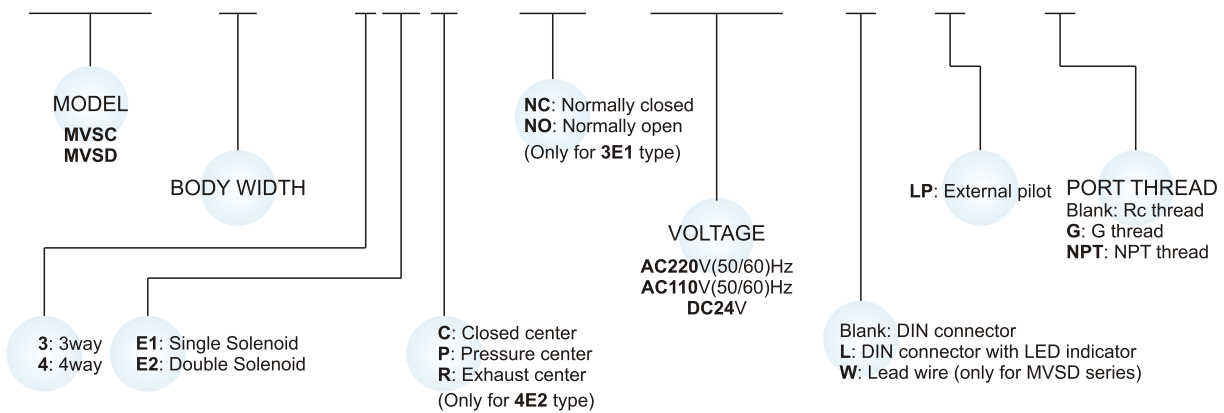 MODEL
MVSC
MVSD
BODY WIDTH
3: 3way
4: 4way
E1: Single Solenoid
E2: Double Solenoid
C: Closed center
P: Pressure center
R: Exhaust center
(Only for 4E2 type)
NC: Normally closed
NO: Normally open
(Only for 3E1 type)
VOLTAGE
AC220V(50/60)Hz
AC110V(50/60)Hz
DC24V
Blank: DIN connector
L: DIN connector with LED indicator
W: Lead wire (only for MVSD series)
LP: External pilot
PORT THREAD
Blank: Rc thread
G: G thread
NPT: NPT thread